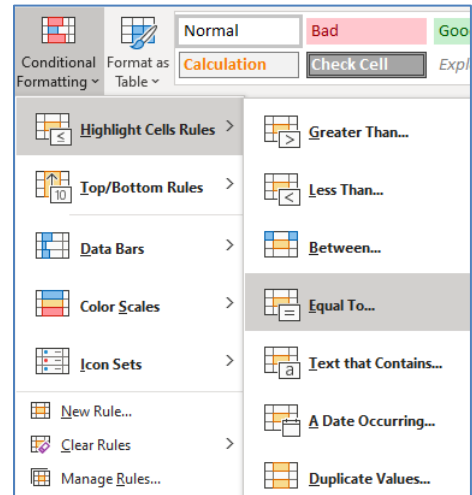 Normal
Bad
Goo
Conditional Formatting
Format as Table
Calculation
Check Cell
Expl
Highlight Cells Rules
Top/Bottom Rules
Data Bars
Color Scales
Icon Sets
New Rule...
Clear Rules
Manage Rules...
Greater Than...
Less Than...
Between...
Equal To...
Text that Contains...
A Date Occurring...
Duplicate Values...